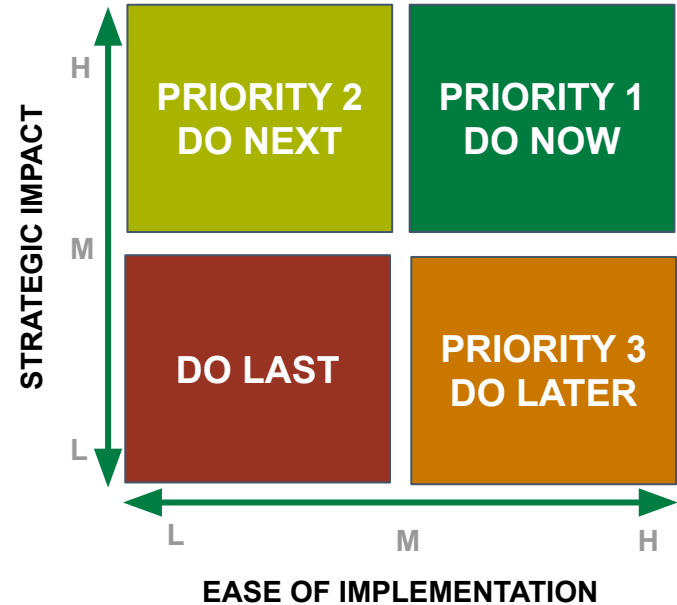 H
PRIORITY 2
DO NEXT
PRIORITY 1
DO NOW
STRATEGIC IMPACT
M
DO LAST
PRIORITY 3
DO LATER
L
L
M
H
EASE OF IMPLEMENTATION